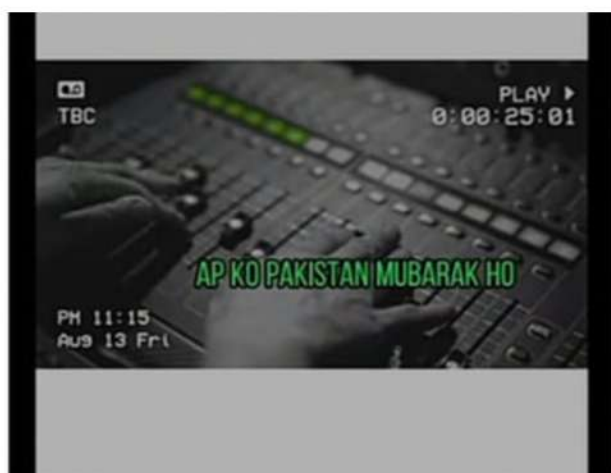 PLAY
TBC
0:00:25:01
AP KO PAKISTAN MUBARAK HO
PM 11:15
Aug 13 Fri